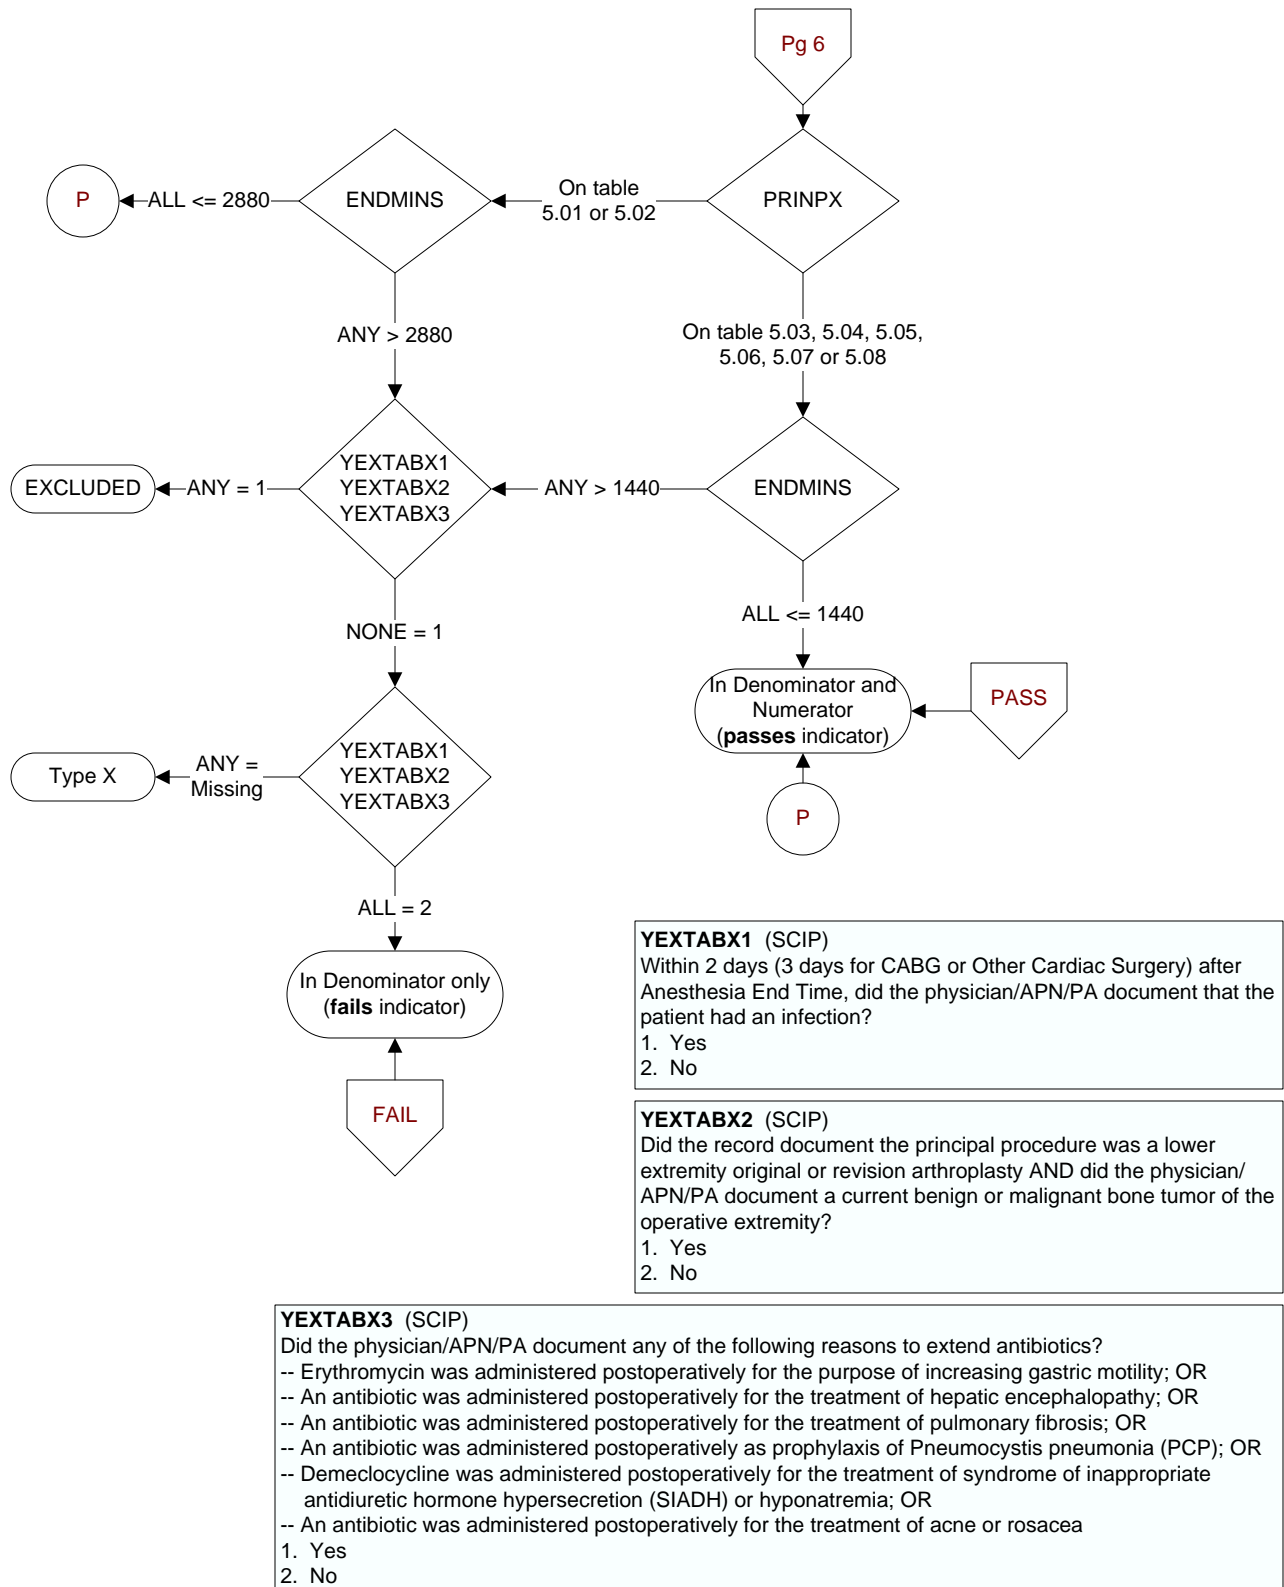 Pg 6
PRINPX
On table
5.01 or 5.02
ENDMINS
ALL <= 2880
P
ANY > 2880
On table 5.03, 5.04, 5.05,
5.06, 5.07 or 5.08
YEXTABX1
YEXTABX2
YEXTABX3
ANY = 1
EXCLUDED
ANY > 1440
ENDMINS
NONE = 1
ALL <= 1440
In Denominator and
Numerator
(passes indicator)
PASS
P
YEXTABX1
YEXTABX2
YEXTABX3
ANY =
Missing
Type X
ALL = 2
In Denominator only
(fails indicator)
FAIL
YEXTABX1 (SCIP)
Within 2 days (3 days for CABG or Other Cardiac Surgery) after
Anesthesia End Time, did the physician/APN/PA document that the
patient had an infection?
1. Yes
2. No
YEXTABX2 (SCIP)
Did the record document the principal procedure was a lower
extremity original or revision arthroplasty AND did the physician/
APN/PA document a current benign or malignant bone tumor of the
operative extremity?
1. Yes
2. No
YEXTABX3 (SCIP)
Did the physician/APN/PA document any of the following reasons to extend antibiotics?
-- Erythromycin was administered postoperatively for the purpose of increasing gastric motility; OR
-- An antibiotic was administered postoperatively for the treatment of hepatic encephalopathy; OR
-- An antibiotic was administered postoperatively for the treatment of pulmonary fibrosis; OR
-- An antibiotic was administered postoperatively as prophylaxis of Pneumocystis pneumonia (PCP); OR
-- Demeclocycline was administered postoperatively for the treatment of syndrome of inappropriate
antidiuretic hormone hypersecretion (SIADH) or hyponatremia; OR
-- An antibiotic was administered postoperatively for the treatment of acne or rosacea
1. Yes
2. No